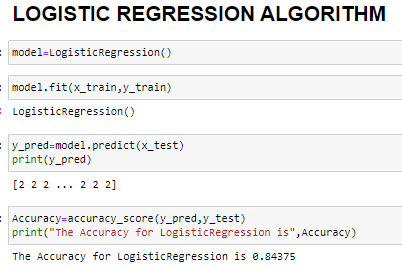 LOGISTIC REGRESSION ALGORITHM
model=LogisticRegression()
model.fit(x_train,y_train)
LogisticRegression()
y_pred=model.predict(x_test)
print(y_pred)
[2 2 2 ... 2 2 2]
Accuracy=accuracy_score(y_pred,y_test)
print("The Accuracy for LogisticRegression is",Accuracy)
The Accuracy for LogisticRegression is 0.84375